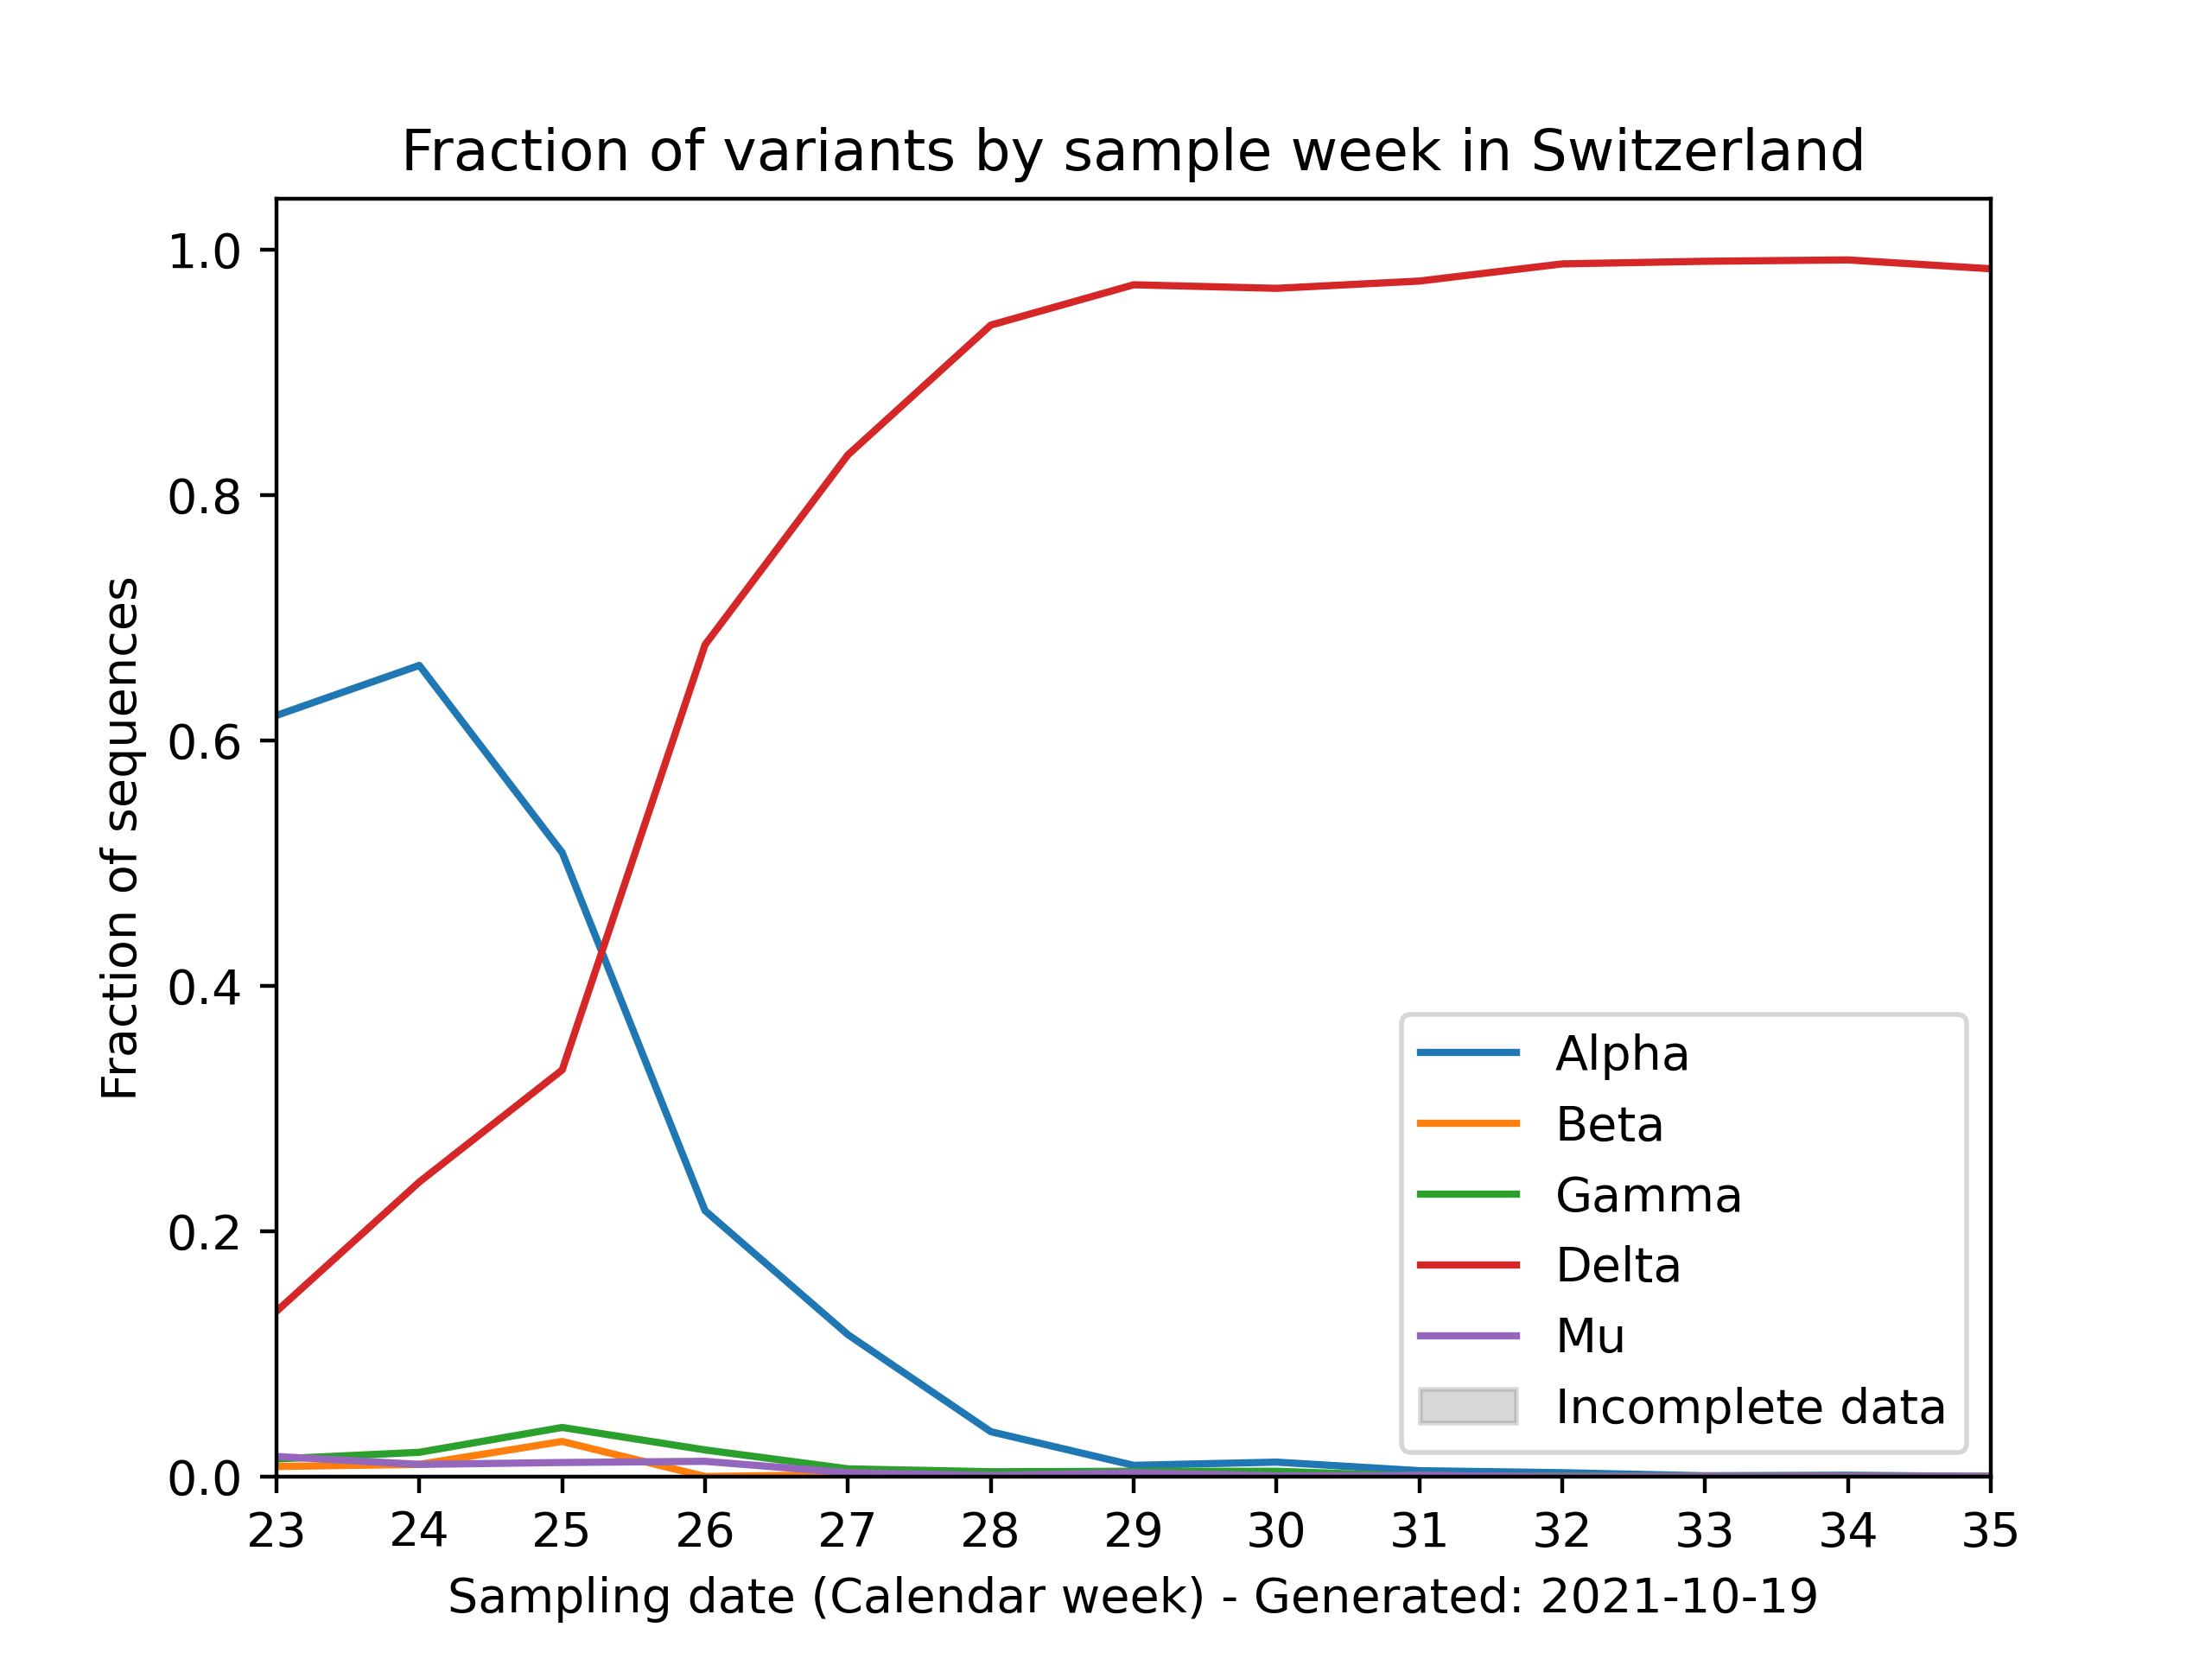 Fraction of variants by sample week in Switzerland
1.0
0.8
0.6
0.4
0.2
0.0
Fraction of sequences
Alpha
Beta
Gamma
Delta
Mu
Incomplete data
23 24 25 26 27 28 29 30 31 32 33 34 35
Sampling date (Calendar week) - Generated: 2021-10-19